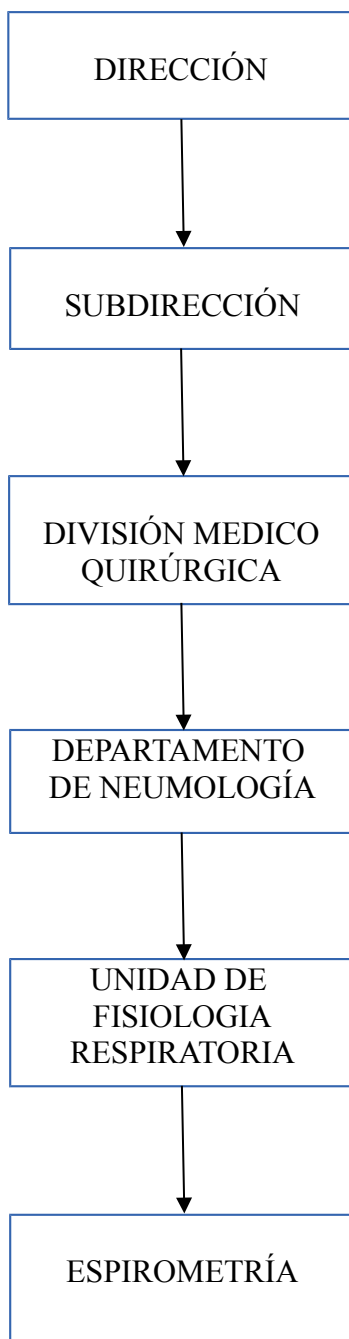 DIRECCIÓN
SUBDIRECCIÓN
DIVISIÓN MEDICO
QUIRÚRGICA
DEPARTAMENTO
DE NEUMOLOGÍA
UNIDAD DE
FISIOLOGIA
RESPIRATORIA
ESPIROMETRÍA